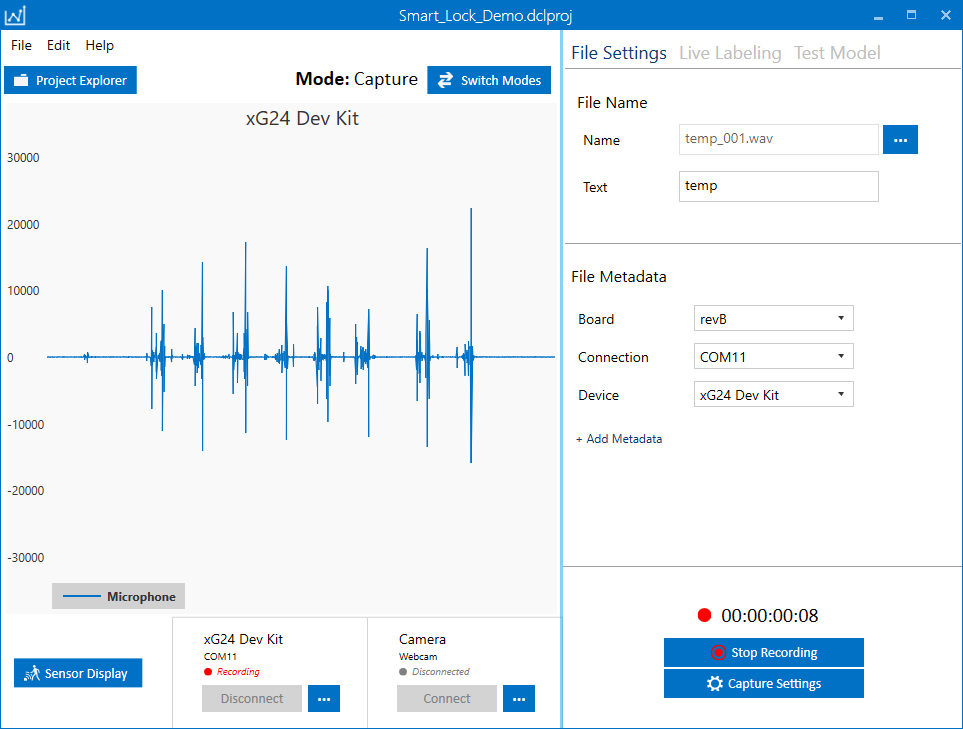 Smart_Lock_Demo.dclproj
File Edit Help
Project Explorer
Mode: Capture
Switch Modes
xG24 Dev Kit
30000
20000
10000
0
-10000
-20000
-30000
Microphone
Sensor Display
xG24 Dev Kit
COM11
Recording
Disconnect
...
Camera
Webcam
Disconnected
Connect
...
File Settings Live Labeling Test Model
File Name
Name temp_001.wav ...
Text temp
File Metadata
Board revB
Connection COM11
Device xG24 Dev Kit
+ Add Metadata
00:00:00:08
Stop Recording
Capture Settings